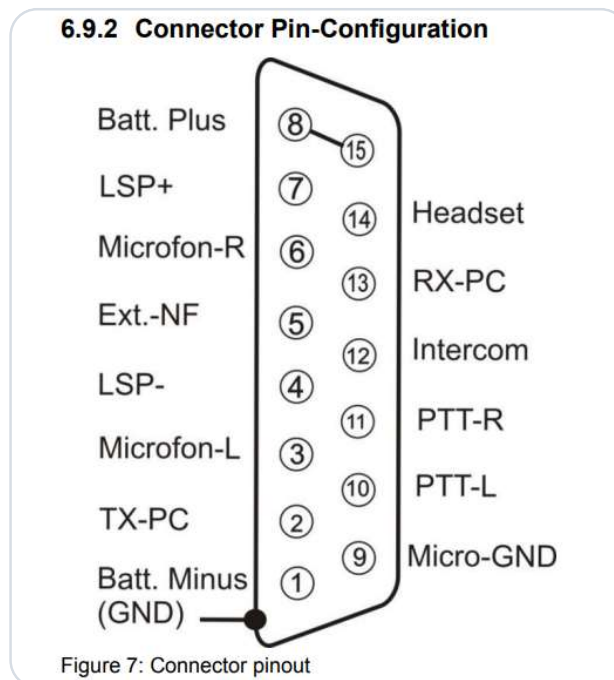 6.9.2 Connector Pin-Configuration
Batt. Plus
8
15
LSP+
7
14
Headset
Microfon-R
6
13
RX-PC
Ext.-NF
5
12
Intercom
LSP-
4
11
PTT-R
Microfon-L
3
10
PTT-L
TX-PC
2
9
Micro-GND
Batt. Minus
(GND)
1
Figure 7: Connector pinout